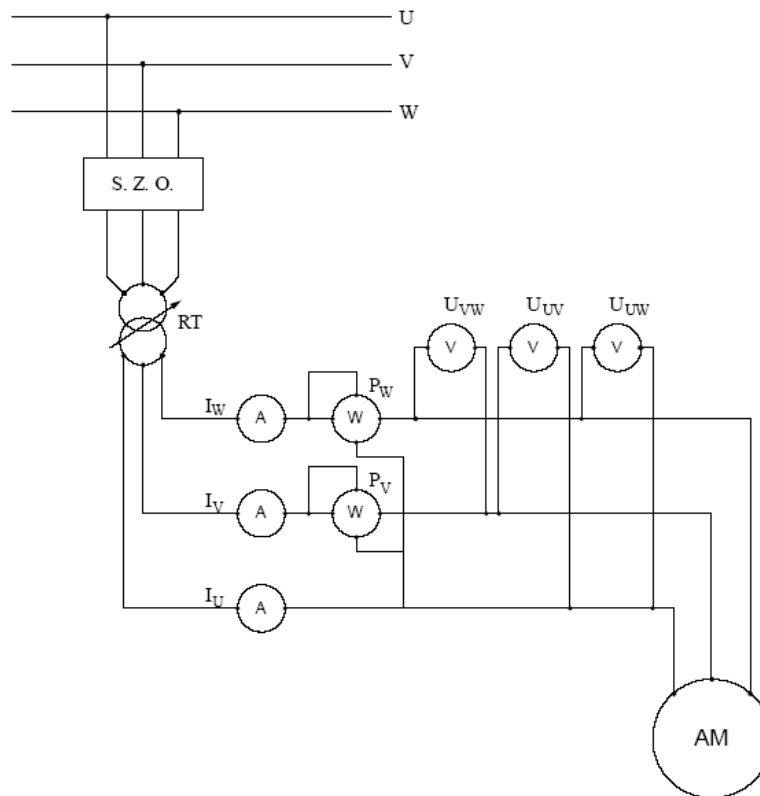 U
V
W
S. Z. O.
RT
U_VW U_UV U_UW
V V V
P_W
I_W A W
P_V
I_V A W
I_U A
AM